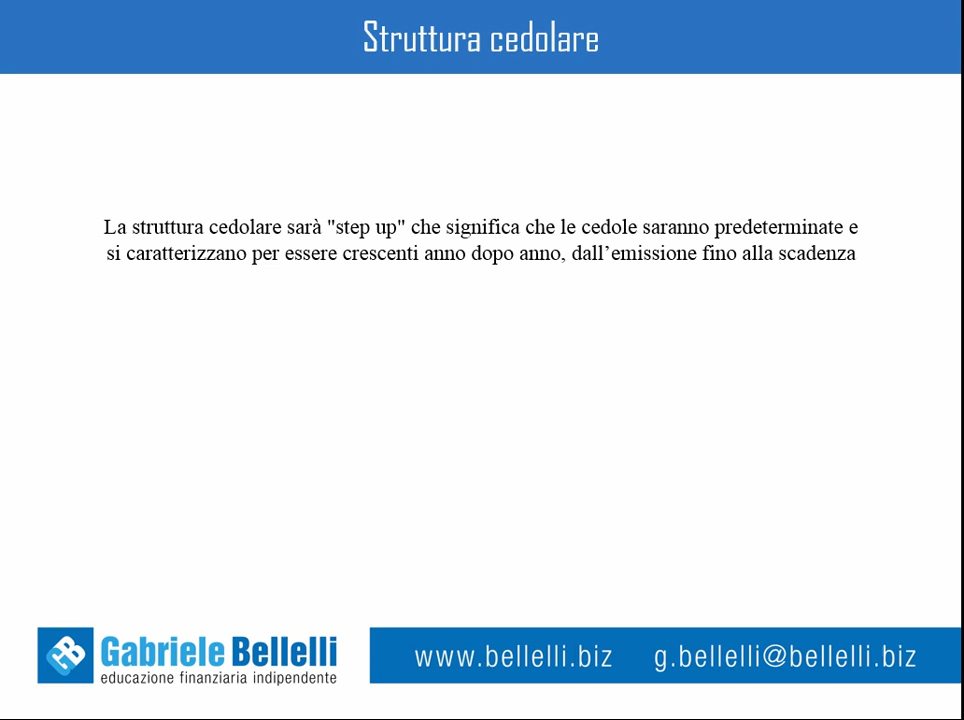 Struttura cedolare
La struttura cedolare sarà "step up" che significa che le cedole saranno predeterminate e
si caratterizzano per essere crescenti anno dopo anno, dall’emissione fino alla scadenza
GB
Gabriele Bellelli
educazione finanziaria indipendente
www.bellelli.biz g.bellelli@bellelli.biz